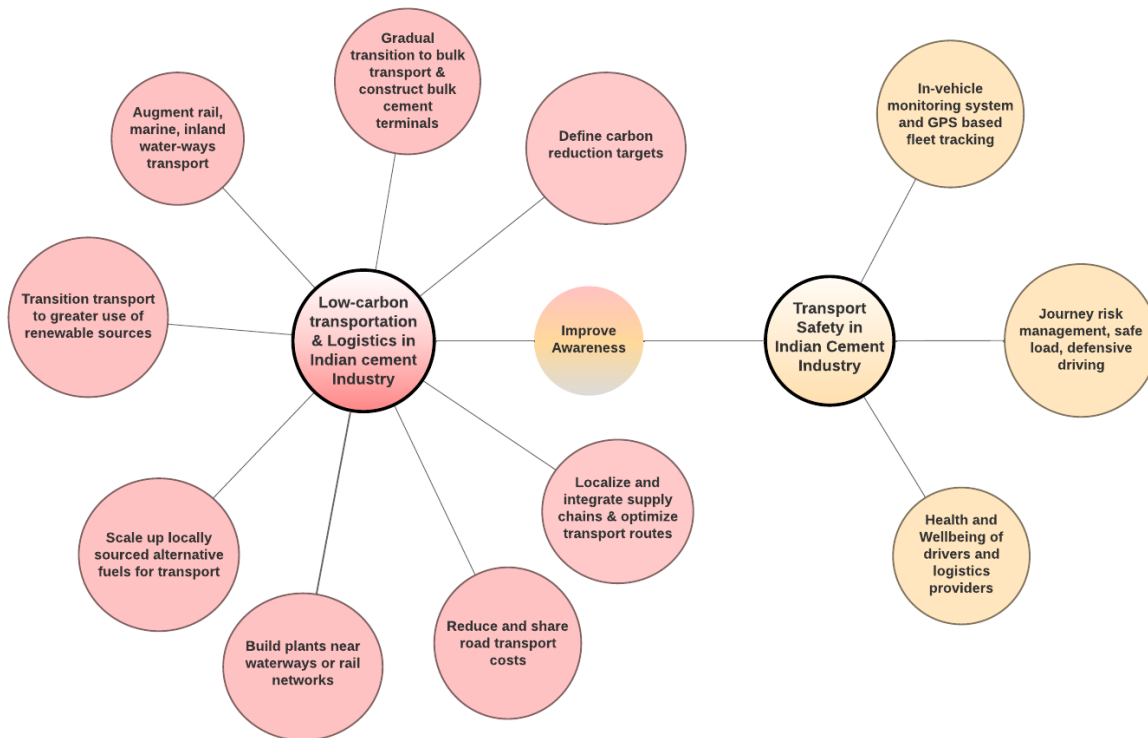 Gradual
transition to bulk
transport &
construct bulk
cement
terminals
Augment rail,
marine, inland
water-ways
transport
Define carbon
reduction targets
In-vehicle
monitoring system
and GPS based
fleet tracking
Transition transport
to greater use of
renewable sources
Low-carbon
transportation
& Logistics in
Indian cement
Industry
Improve
Awareness
Transport
Safety in
Indian Cement
Industry
Journey risk
management, safe
load, defensive
driving
Scale up locally
sourced alternative
fuels for transport
Localize and
integrate supply
chains & optimize
transport routes
Health and
Wellbeing of
drivers and
logistics
providers
Build plants near
waterways or rail
networks
Reduce and share
road transport
costs